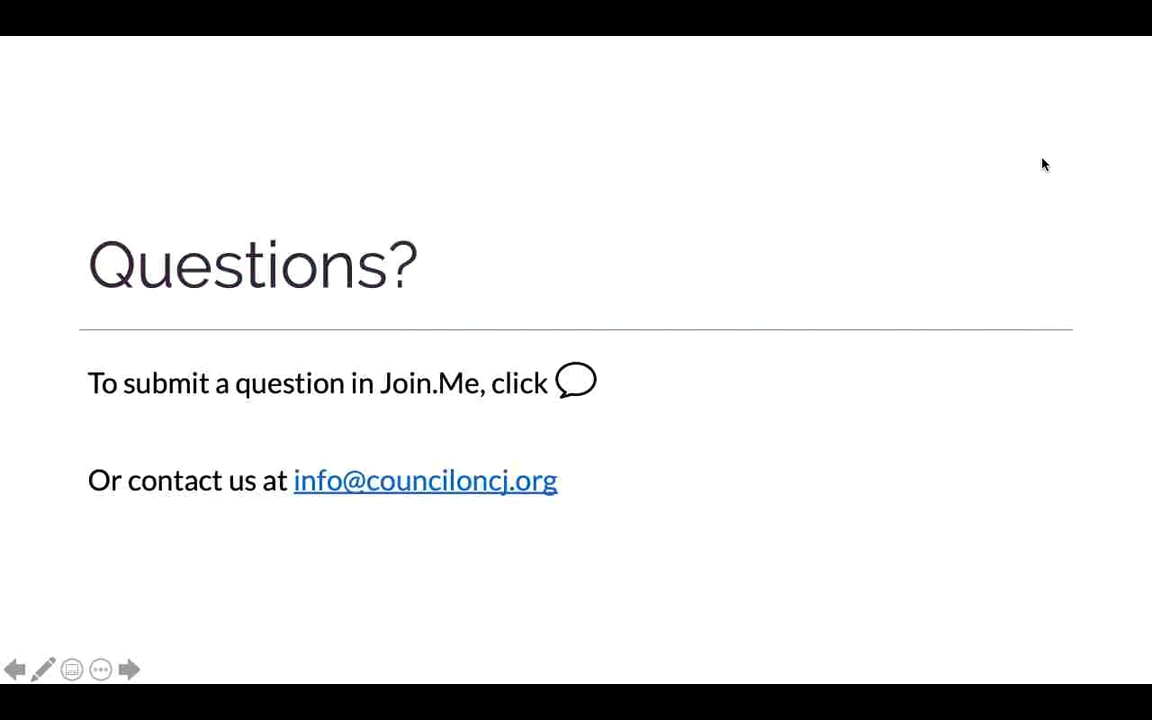 Questions?
To submit a question in Join.Me, click
Or contact us at info@counciloncj.org